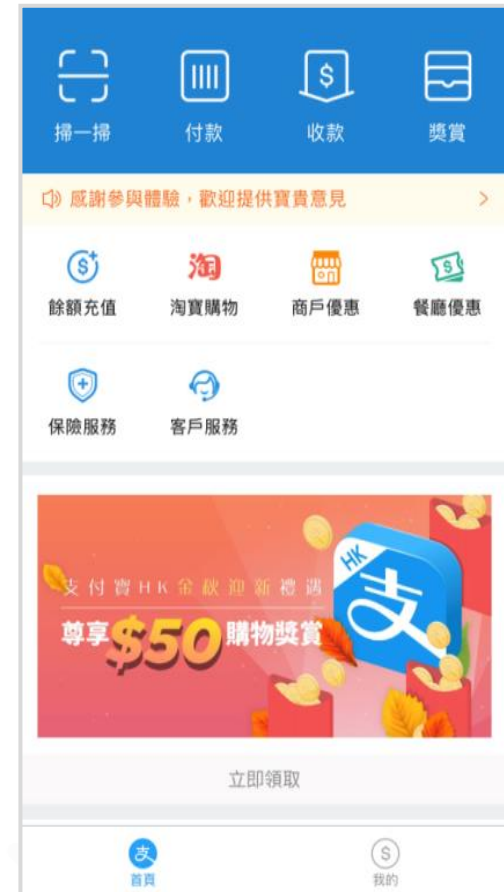 掃一掃 付款 收款 獎賞
感謝參與體驗，歡迎提供寶貴意見
餘額充值 淘寶購物 商戶優惠 餐廳優惠
保險服務 客戶服務
支付寶HK金秋迎新禮遇
尊享$50購物獎賞
HK
支
立即領取
首頁 我的